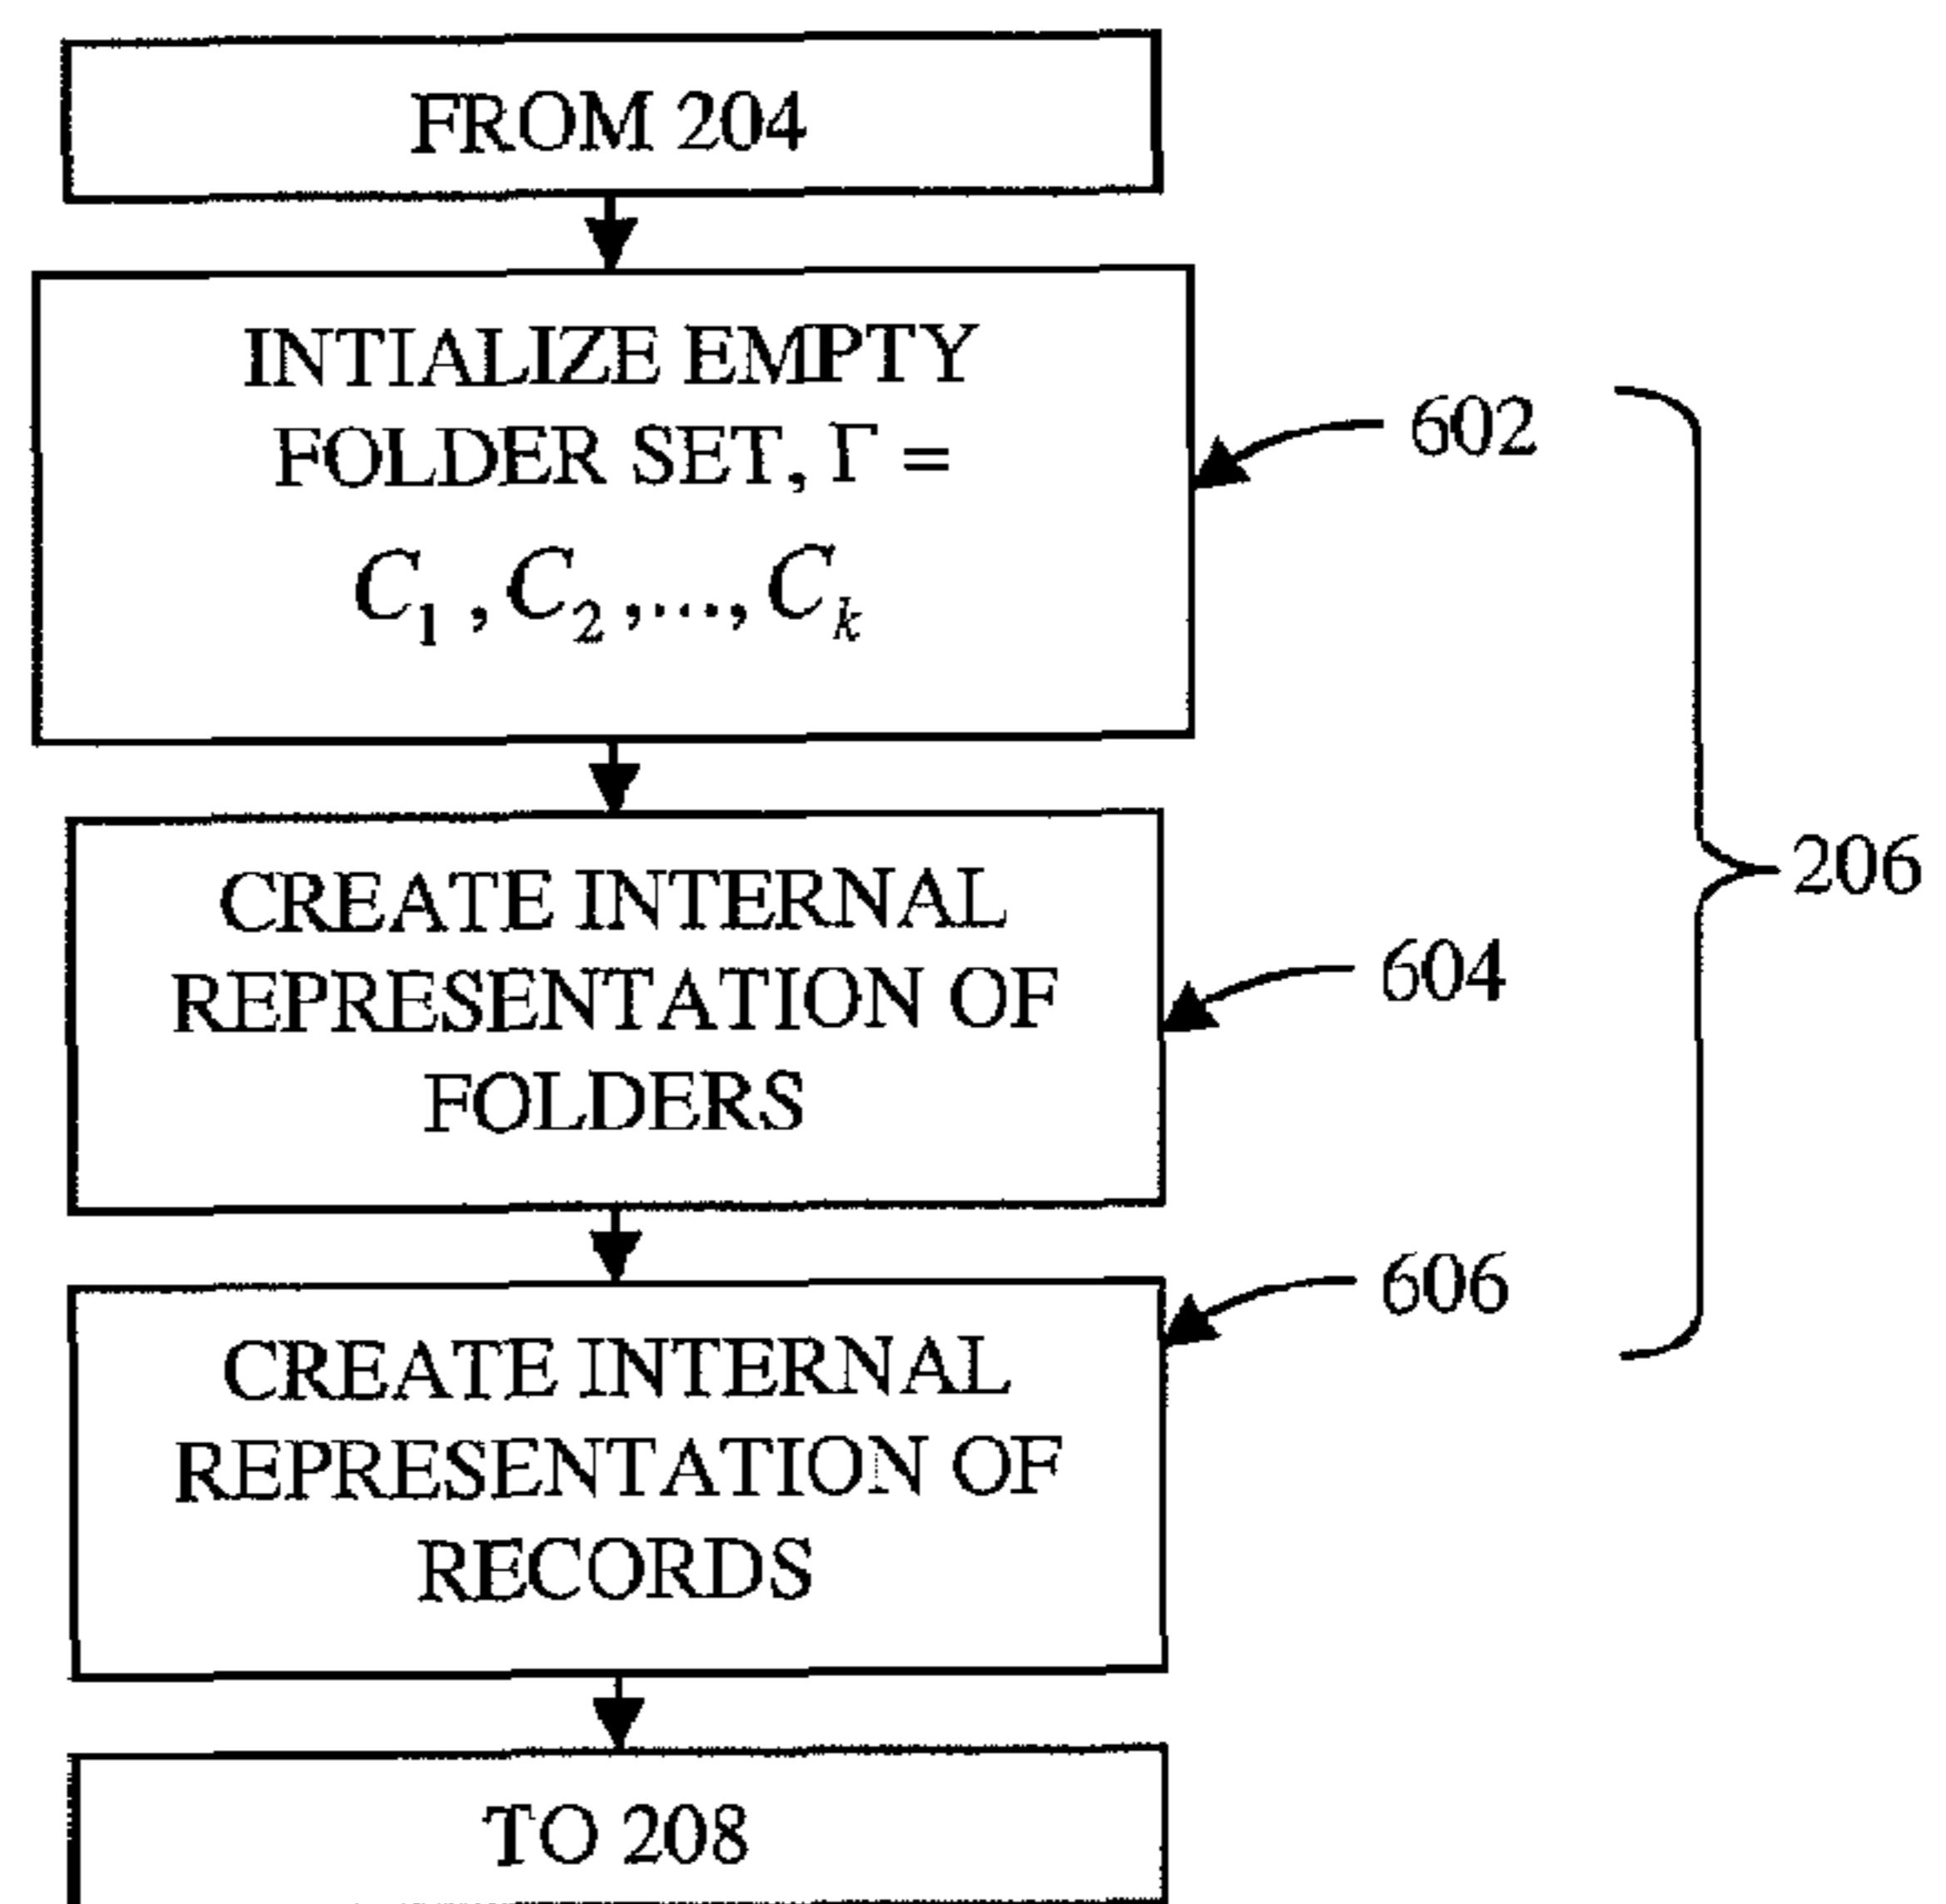 FROM 204
INTIALIZE EMPTY
FOLDER SET, Γ =
C₁, C₂,..., Cₖ
602
206
CREATE INTERNAL
REPRESENTATION OF
FOLDERS
604
CREATE INTERNAL
REPRESENTATION OF
RECORDS
606
TO 208